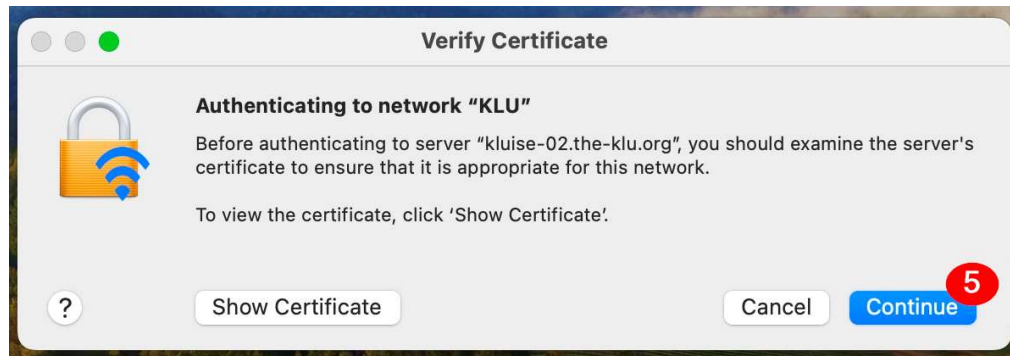 Verify Certificate
Authenticating to network “KLU”
Before authenticating to server “kluise-02.the-klu.org”, you should examine the server's
certificate to ensure that it is appropriate for this network.
To view the certificate, click ‘Show Certificate’.
?
Show Certificate
Cancel
Continue
5